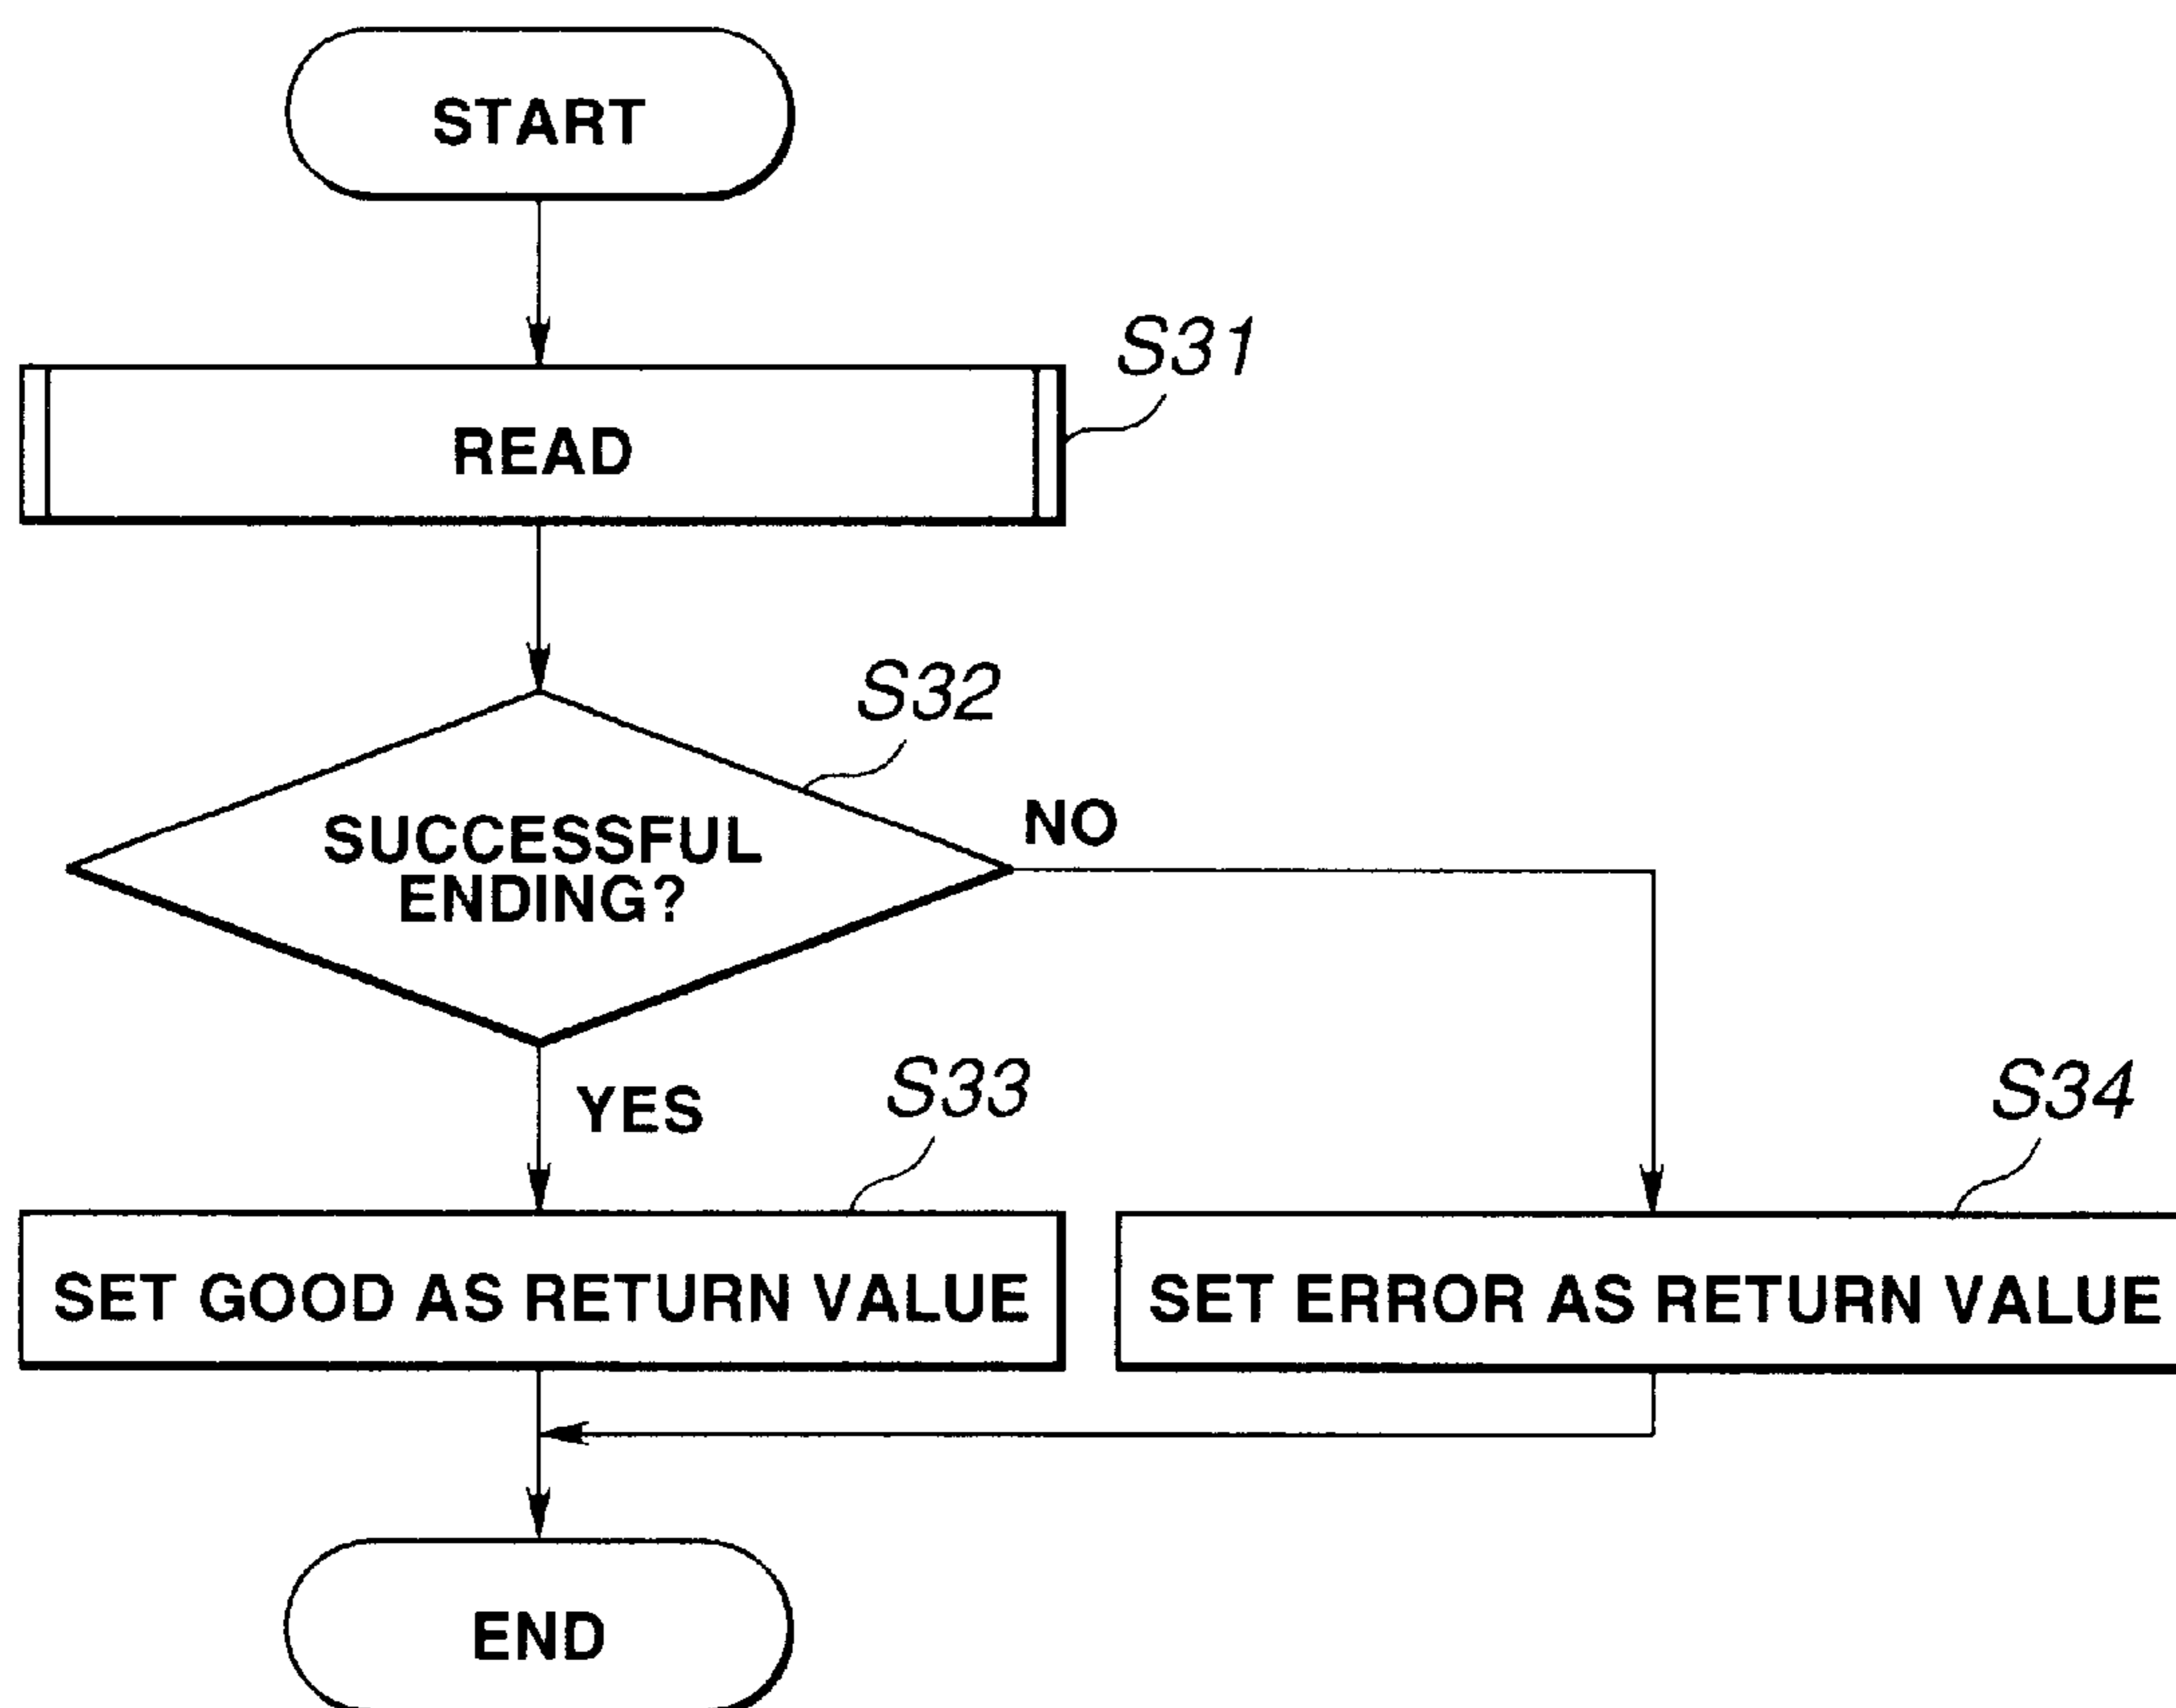 START
S31
READ
S32
SUCCESSFUL
ENDING?
NO
YES
S33
S34
SET GOOD AS RETURN VALUE
SET ERROR AS RETURN VALUE
END